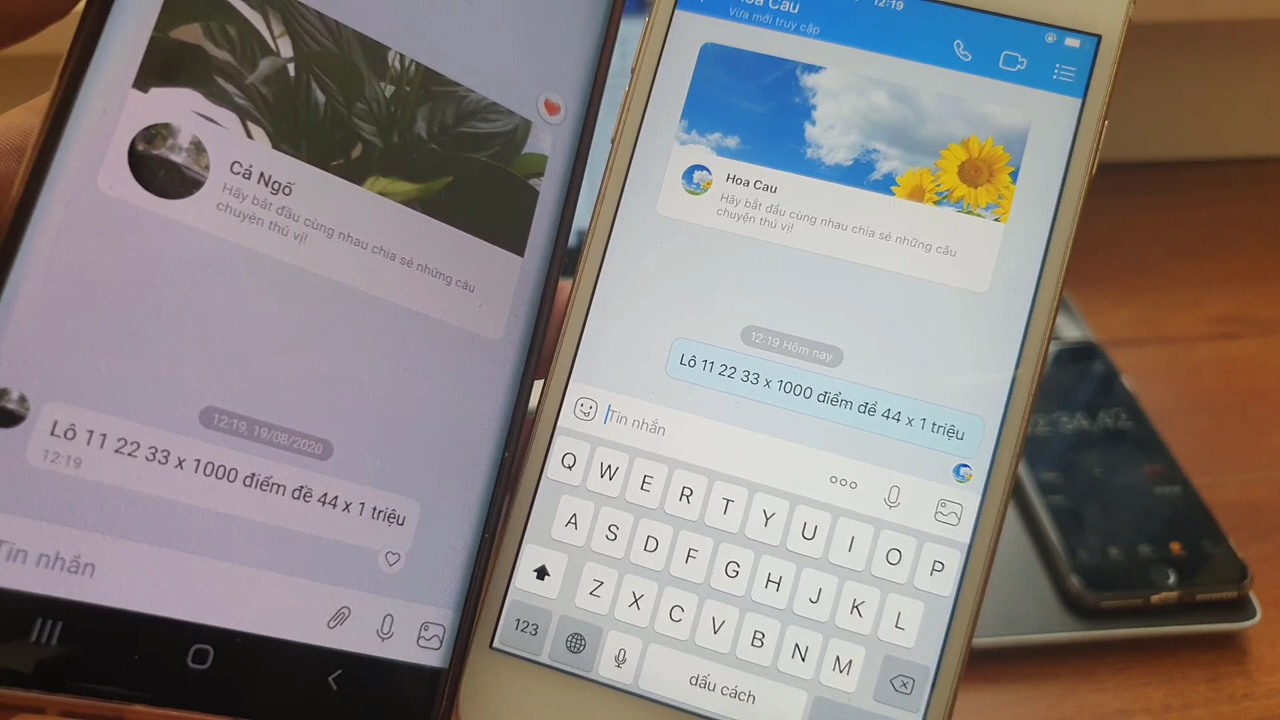 Cả Ngố
Hãy bắt đầu cùng nhau chia sẻ những câu
chuyện thú vị!
12:19, 19/08/2020
Lô 11 22 33 x 1000 điểm đề 44 x 1 triệu
12:19
Tin nhắn
12:19
Hoa Cau
Vừa mới truy cập
Hoa Cau
Hãy bắt đầu cùng nhau chia sẻ những câu
chuyện thú vị!
12:19 Hôm nay
Lô 11 22 33 x 1000 điểm đề 44 x 1 triệu
Tin nhắn
Q W E R T Y U I O P
A S D F G H J K L
Z X C V B N M
123
dấu cách